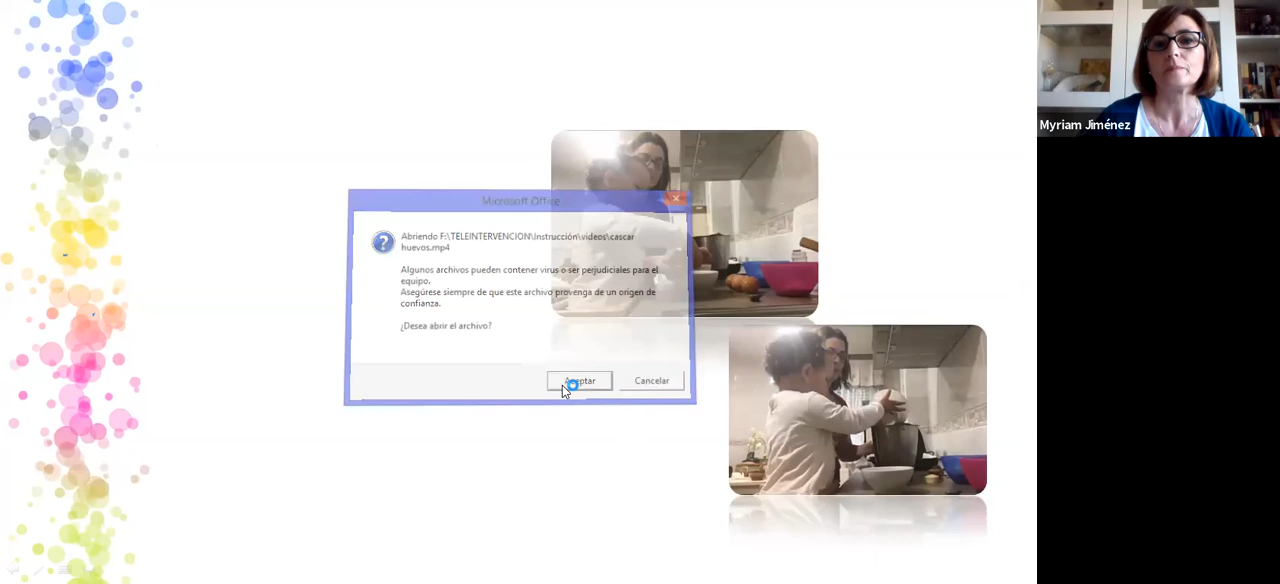 Microsoft Office
Abriendo F:\TELEINTERVENCION\Instrucción\videos\cascar
huevos.mp4
Algunos archivos pueden contener virus o ser perjudiciales para el
equipo.
Asegúrese siempre de que este archivo provenga de un origen de
confianza.
¿Desea abrir el archivo?
Aceptar
Cancelar
Myriam Jiménez